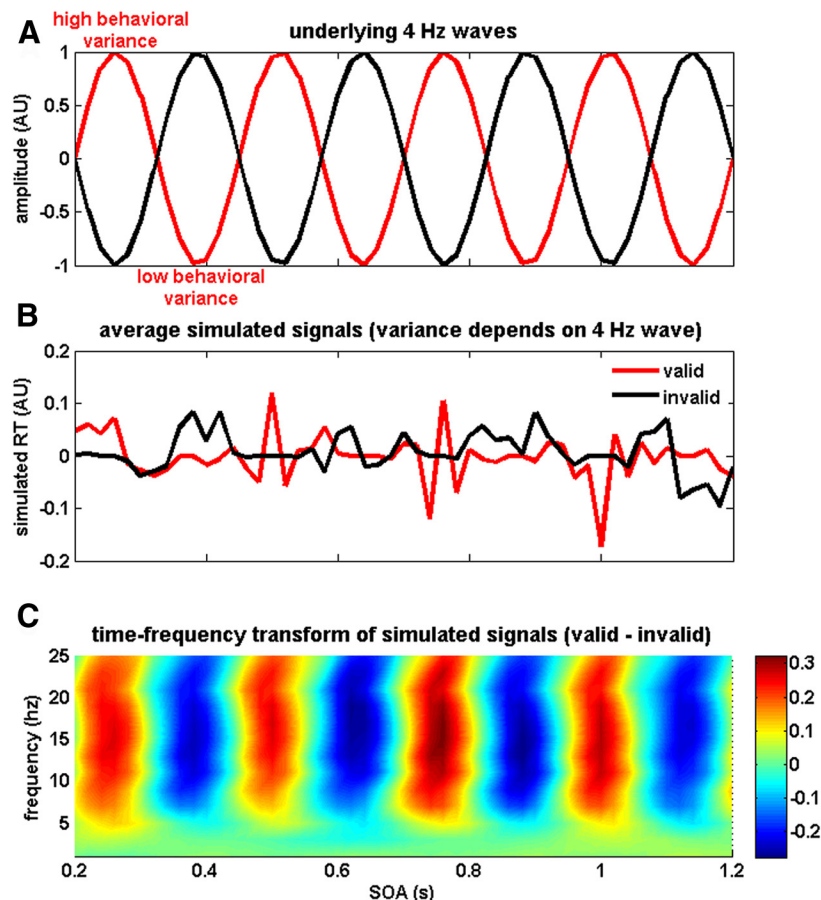 A
high behavioral
variance
underlying 4 Hz waves
amplitude (AU)
1
0.5
0
-0.5
-1
low behavioral
variance
B
average simulated signals (variance depends on 4 Hz wave)
simulated RT (AU)
0.2
0.1
0
-0.1
-0.2
valid
invalid
C
time-frequency transform of simulated signals (valid - invalid)
frequency (hz)
25
20
15
10
5
0.2
0.4
0.6
0.8
1
1.2
SOA (s)
0.3
0.2
0.1
0
-0.1
-0.2